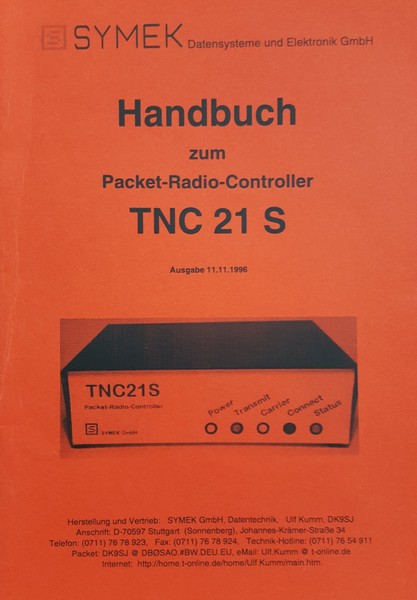 SYMEK Datensysteme und Elektronik GmbH
Handbuch
zum
Packet-Radio-Controller
TNC 21 S
Ausgabe 11.11.1996
TNC21S
Packet-Radio-Controller
SYMEK GmbH
Power Transmit Carrier Connect Status
Herstellung und Vertrieb: SYMEK GmbH, Datentechnik, Ulf Kumm, DK9SJ
Anschrift: D-70597 Stuttgart (Sonnenberg), Johannes-Krämer-Straße 34
Telefon: (0711) 76 78 923, Fax: (0711) 76 78 924, Technik-Hotline: (0711) 76 54 911
Packet: DK9SJ @ DBØSAO.#BW.DEU.EU, eMail: Ulf.Kumm @ t-online.de
Internet: http://home.t-online.de/home/Ulf.Kumm/main.htm